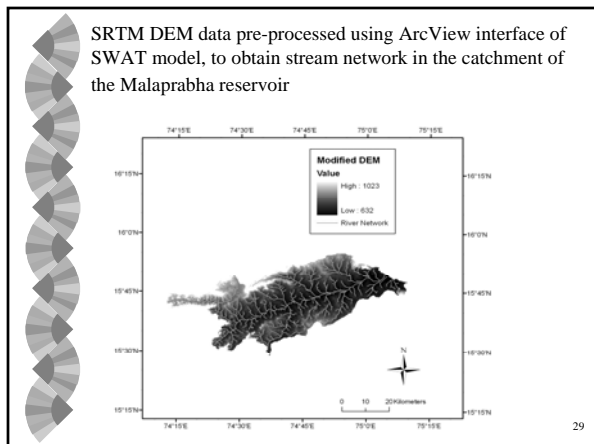 SRTM DEM data pre-processed using ArcView interface of
SWAT model, to obtain stream network in the catchment of
the Malaprabha reservoir
74°15'E 74°30'E 74°45'E 75°0'E 75°15'E
Modified DEM
Value
High : 1023
Low : 632
River Network
16°15'N 16°15'N
16°0'N 16°0'N
15°45'N 15°45'N
15°30'N 15°30'N
15°15'N 15°15'N
N
0 10 20 Kilometers
74°15'E 74°30'E 74°45'E 75°0'E 75°15'E
29